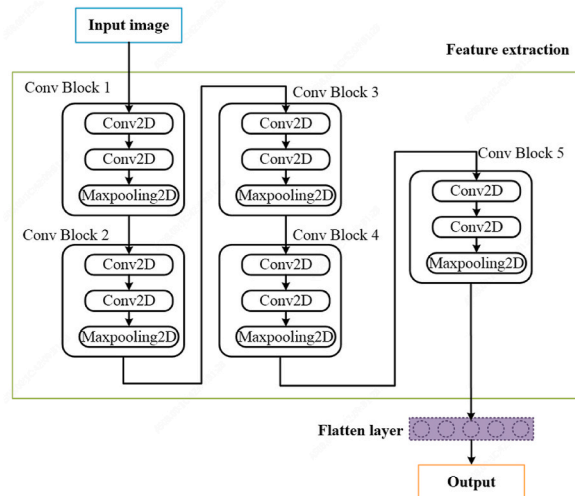 Input image
Feature extraction
Conv Block 1
Conv2D
Conv2D
Maxpooling2D
Conv Block 2
Conv2D
Conv2D
Maxpooling2D
Conv Block 3
Conv2D
Conv2D
Maxpooling2D
Conv Block 4
Conv2D
Conv2D
Maxpooling2D
Conv Block 5
Conv2D
Conv2D
Maxpooling2D
Flatten layer
Output